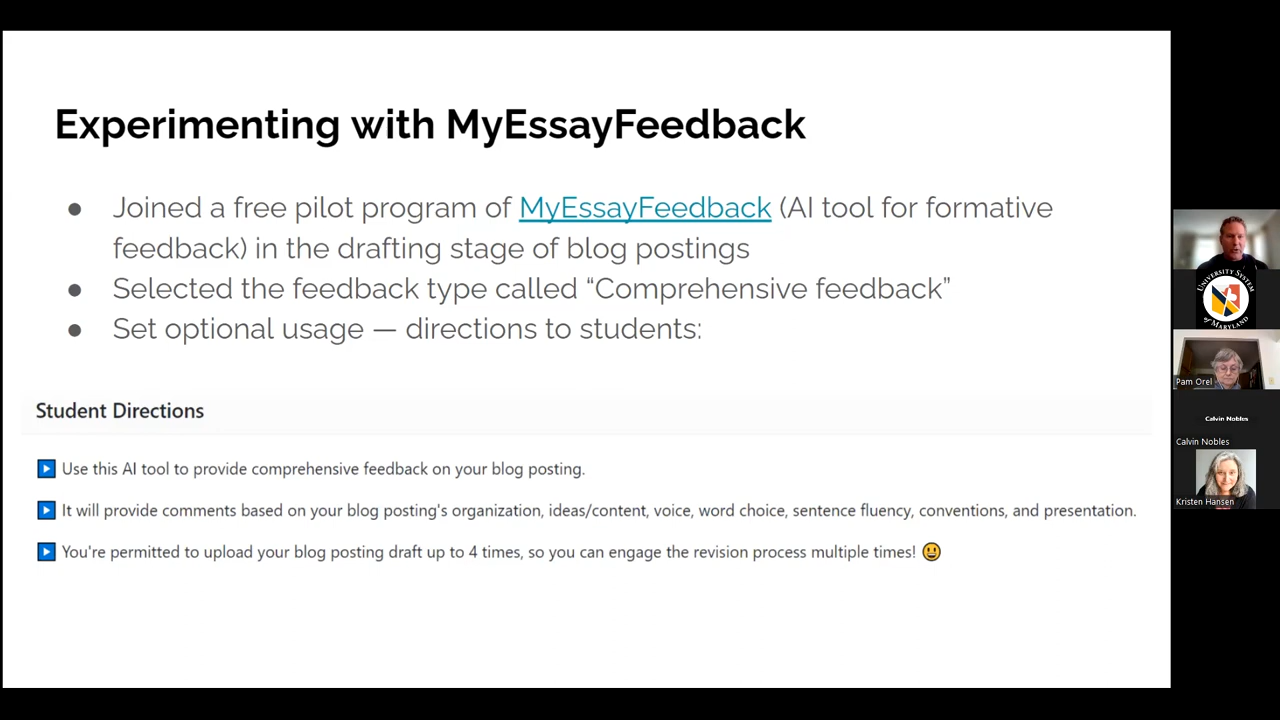 Experimenting with MyEssayFeedback
● Joined a free pilot program of MyEssayFeedback (AI tool for formative
feedback) in the drafting stage of blog postings
● Selected the feedback type called “Comprehensive feedback”
● Set optional usage — directions to students:
Student Directions
▶️ Use this AI tool to provide comprehensive feedback on your blog posting.
▶️ It will provide comments based on your blog posting's organization, ideas/content, voice, word choice, sentence fluency, conventions, and presentation.
▶️ You're permitted to upload your blog posting draft up to 4 times, so you can engage the revision process multiple times! 😃
UNIVERSITY SYSTEM
of MARYLAND
Pam Orel
Calvin Nobles
Calvin Nobles
Kristen Hansen